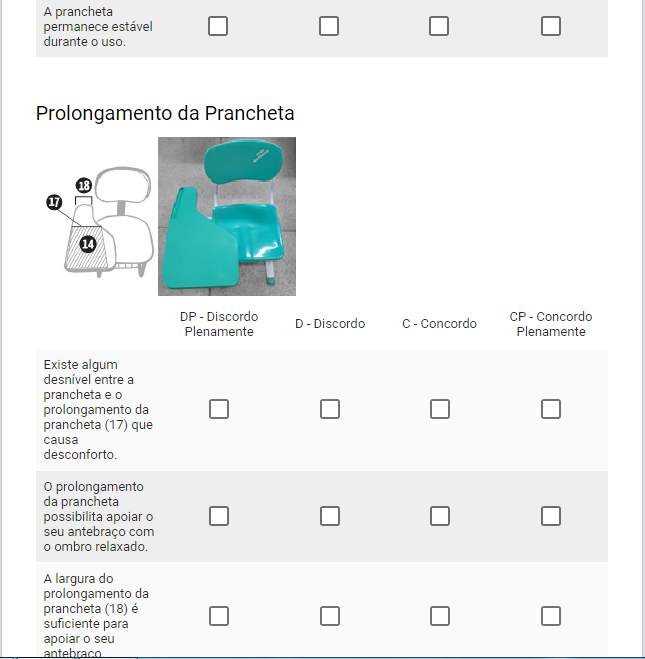 A prancheta
permanece estável
durante o uso.
Prolongamento da Prancheta
18
17
14
DP - Discordo
Plenamente
D - Discordo
C - Concordo
CP - Concordo
Plenamente
Existe algum
desnível entre a
prancheta e o
prolongamento da
prancheta (17) que
causa
desconforto.
O prolongamento
da prancheta
possibilita apoiar o
seu antebraço com
o ombro relaxado.
A largura do
prolongamento da
prancheta (18) é
suficiente para
apoiar o seu
antebraço.